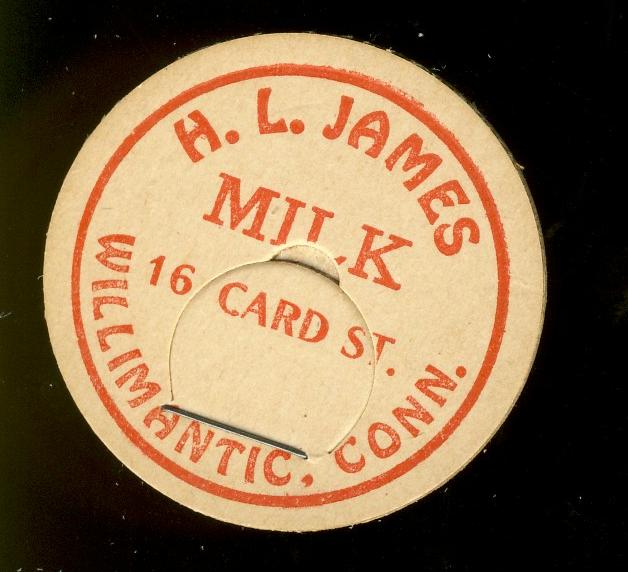 H. L. JAMES
MILK
16 CARD ST.
WILLIMANTIC, CONN.